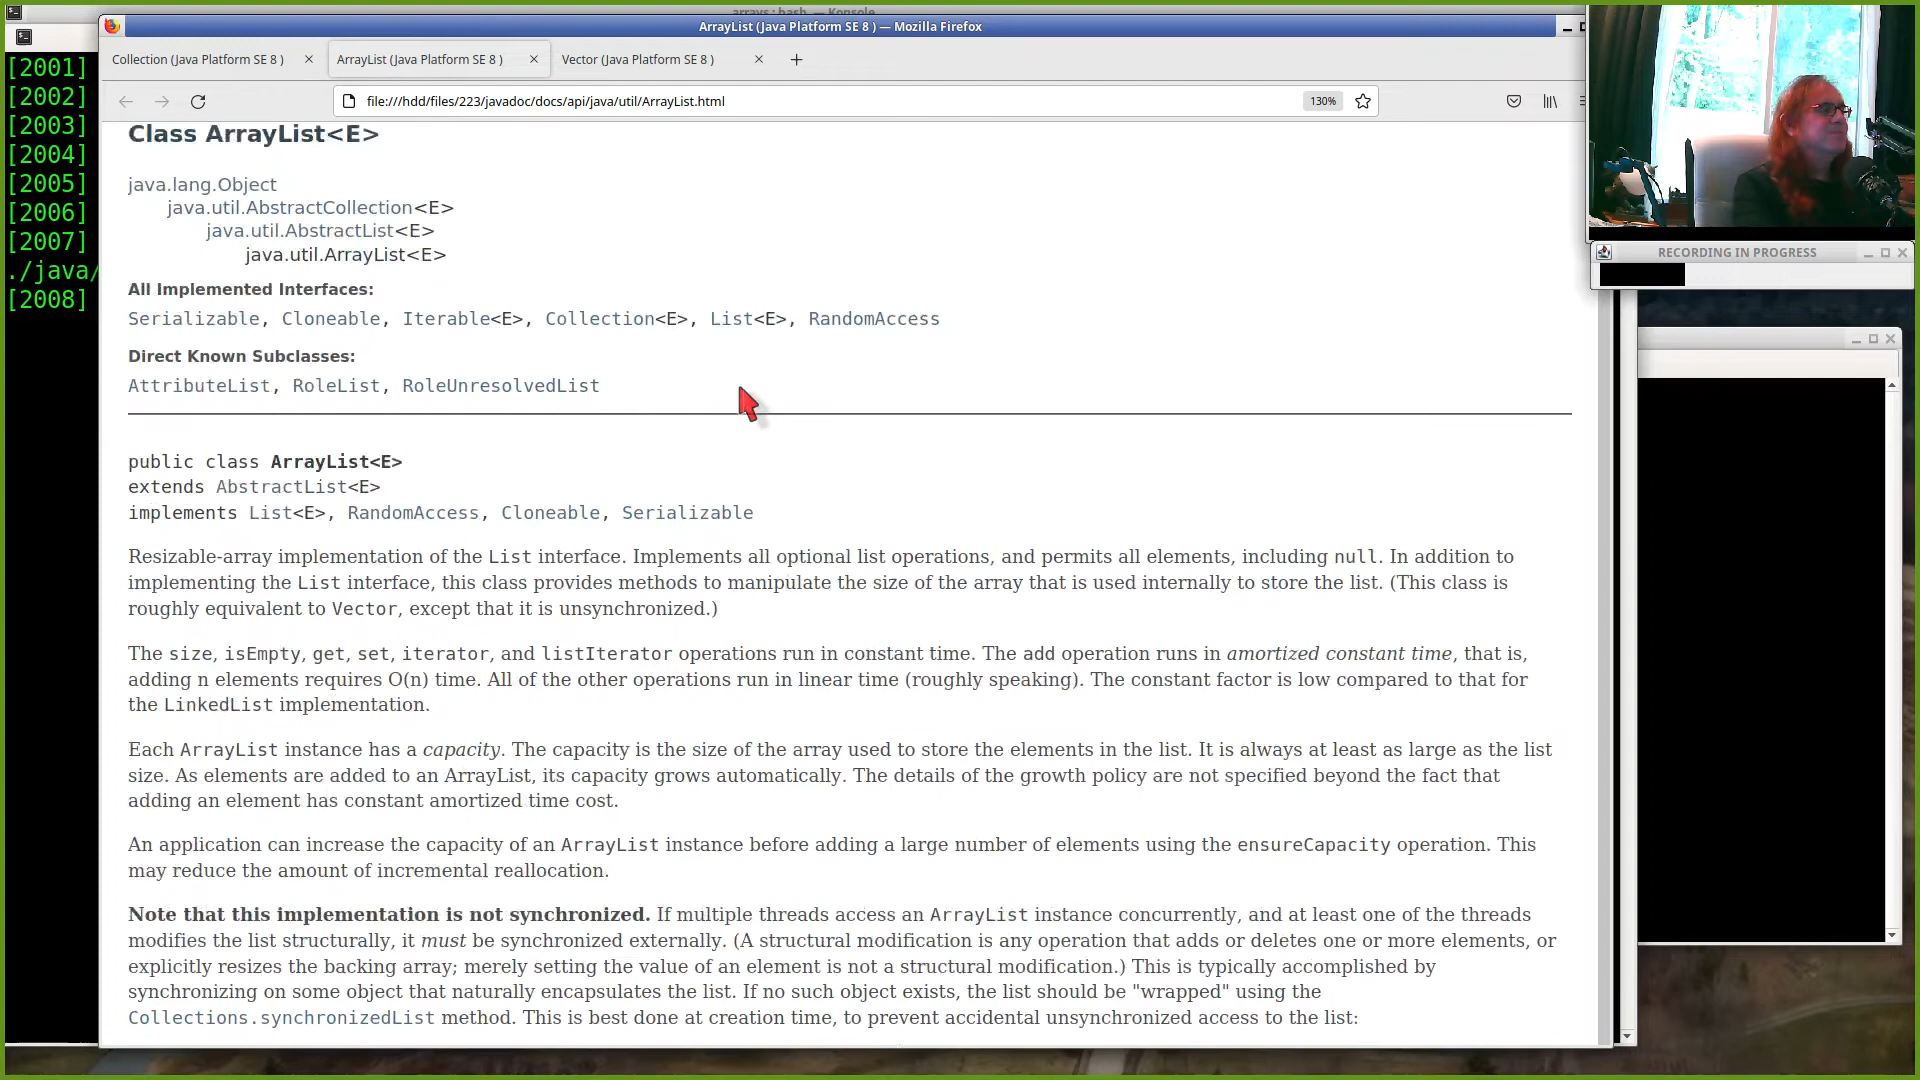 ArrayList (Java Platform SE 8 ) — Mozilla Firefox
Collection (Java Platform SE 8 )
ArrayList (Java Platform SE 8 )
Vector (Java Platform SE 8 )
file:///hdd/files/223/javadoc/docs/api/java/util/ArrayList.html
130%
[2001]
[2002]
[2003]
[2004]
[2005]
[2006]
[2007]
./java/
[2008]
Class ArrayList<E>
java.lang.Object
java.util.AbstractCollection<E>
java.util.AbstractList<E>
java.util.ArrayList<E>
All Implemented Interfaces:
Serializable, Cloneable, Iterable<E>, Collection<E>, List<E>, RandomAccess
Direct Known Subclasses:
AttributeList, RoleList, RoleUnresolvedList
public class ArrayList<E>
extends AbstractList<E>
implements List<E>, RandomAccess, Cloneable, Serializable
Resizable-array implementation of the List interface. Implements all optional list operations, and permits all elements, including null. In addition to
implementing the List interface, this class provides methods to manipulate the size of the array that is used internally to store the list. (This class is
roughly equivalent to Vector, except that it is unsynchronized.)
The size, isEmpty, get, set, iterator, and listIterator operations run in constant time. The add operation runs in amortized constant time, that is,
adding n elements requires O(n) time. All of the other operations run in linear time (roughly speaking). The constant factor is low compared to that for
the LinkedList implementation.
Each ArrayList instance has a capacity. The capacity is the size of the array used to store the elements in the list. It is always at least as large as the list
size. As elements are added to an ArrayList, its capacity grows automatically. The details of the growth policy are not specified beyond the fact that
adding an element has constant amortized time cost.
An application can increase the capacity of an ArrayList instance before adding a large number of elements using the ensureCapacity operation. This
may reduce the amount of incremental reallocation.
Note that this implementation is not synchronized. If multiple threads access an ArrayList instance concurrently, and at least one of the threads
modifies the list structurally, it must be synchronized externally. (A structural modification is any operation that adds or deletes one or more elements, or
explicitly resizes the backing array; merely setting the value of an element is not a structural modification.) This is typically accomplished by
synchronizing on some object that naturally encapsulates the list. If no such object exists, the list should be "wrapped" using the
Collections.synchronizedList method. This is best done at creation time, to prevent accidental unsynchronized access to the list:
RECORDING IN PROGRESS